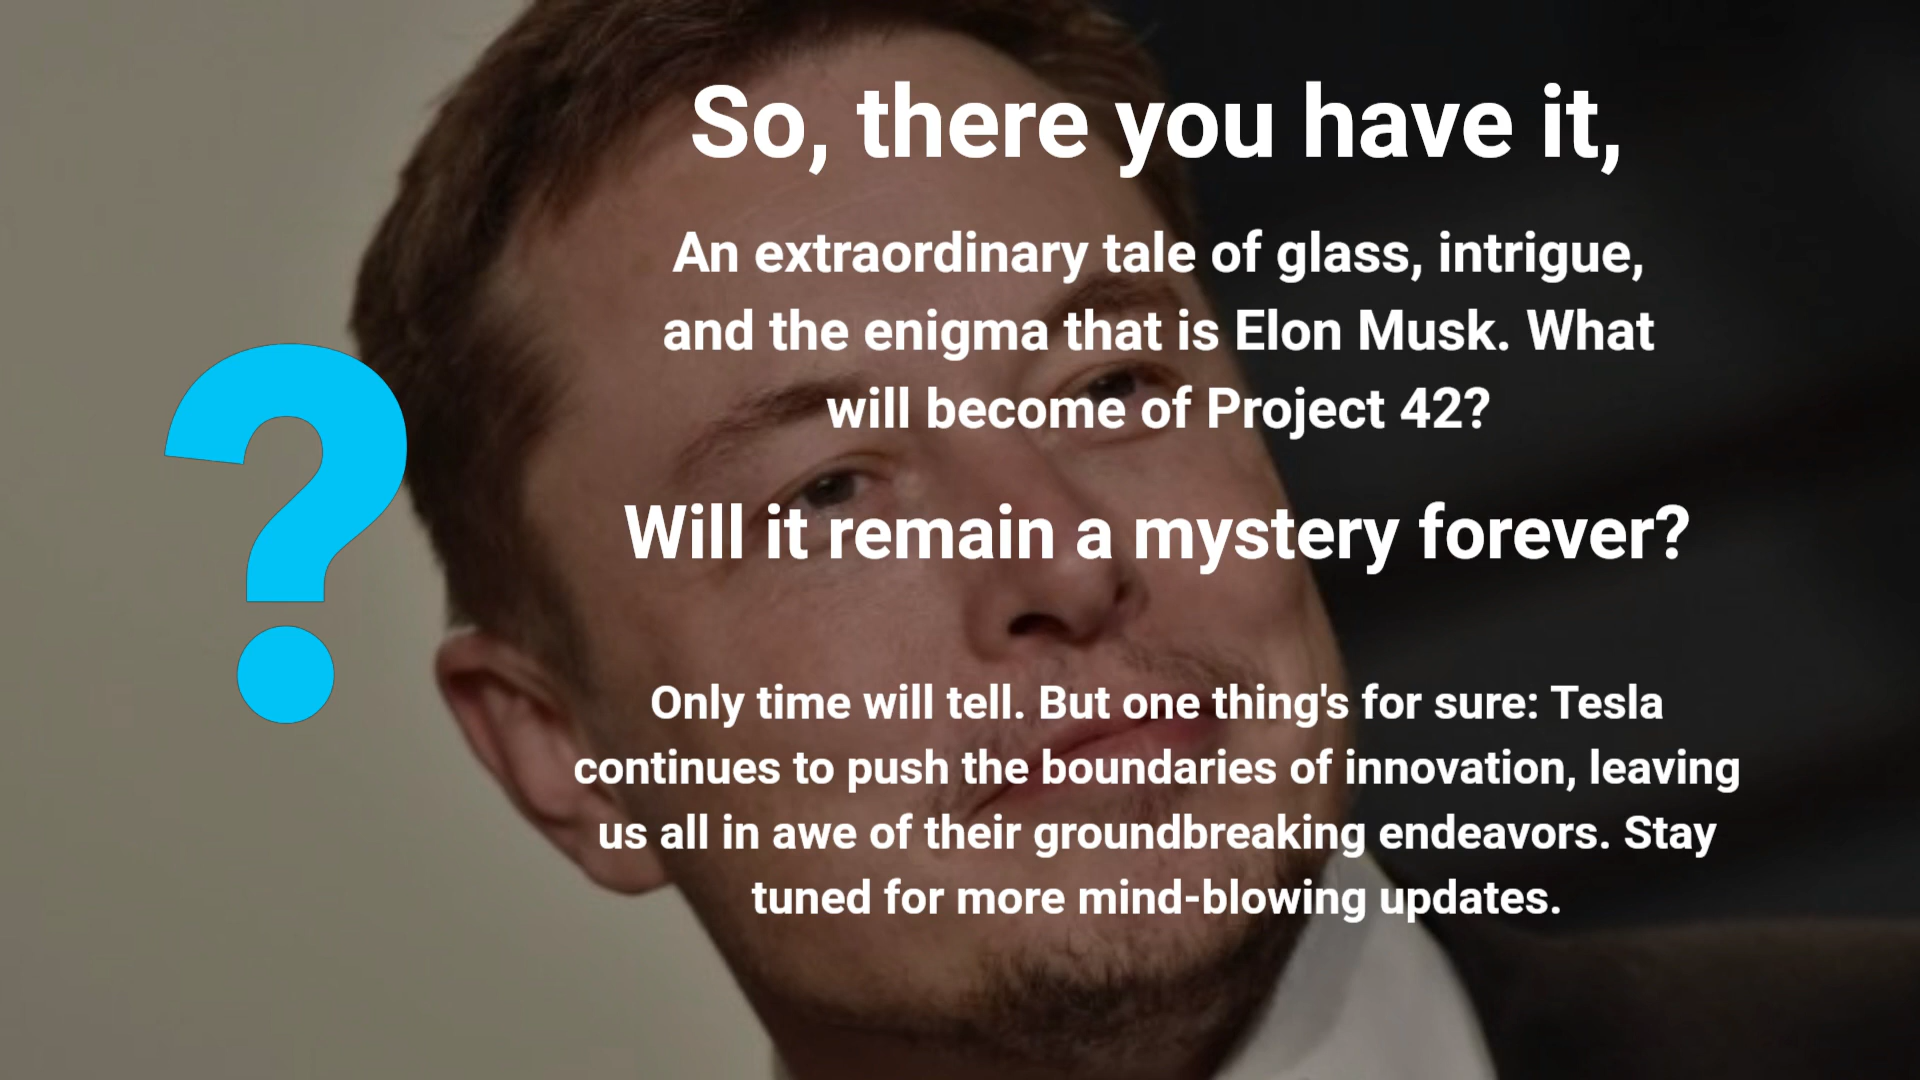 So, there you have it,
An extraordinary tale of glass, intrigue,
and the enigma that is Elon Musk. What
will become of Project 42?
Will it remain a mystery forever?
?
Only time will tell. But one thing's for sure: Tesla
continues to push the boundaries of innovation, leaving
us all in awe of their groundbreaking endeavors. Stay
tuned for more mind-blowing updates.